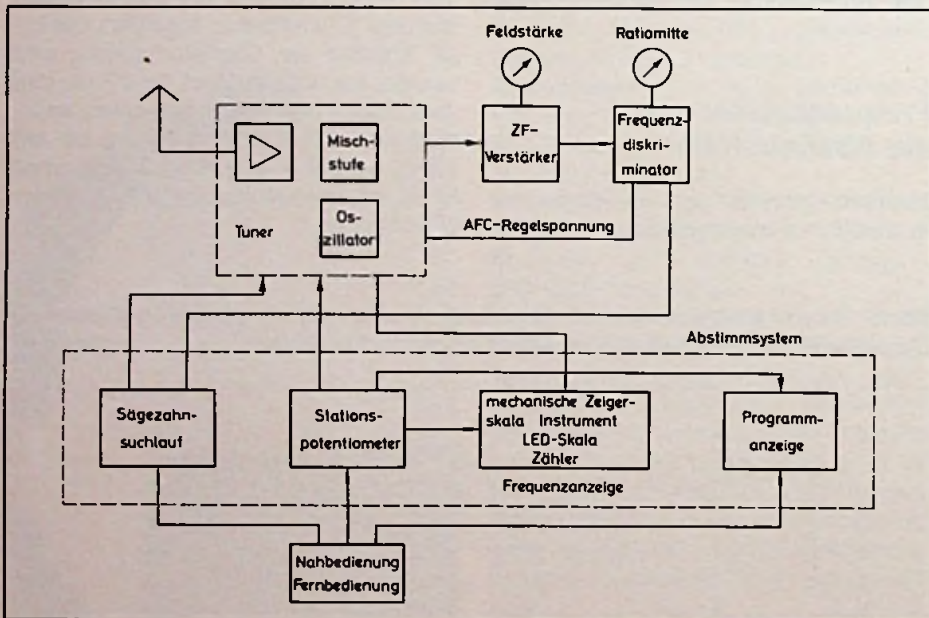 Feldstärke
Ratiomitte
Misch-
stufe
ZF-
Verstärker
Frequenz-
diskri-
minator
Os-
zillator
Tuner
AFC-Regelspannung
Abstimmsystem
Sägezahn-
suchlauf
Stations-
potentiometer
mechanische Zeiger-
skala Instrument
LED-Skala
Zähler
Programm-
anzeige
Frequenzanzeige
Nahbedienung
Fernbedienung